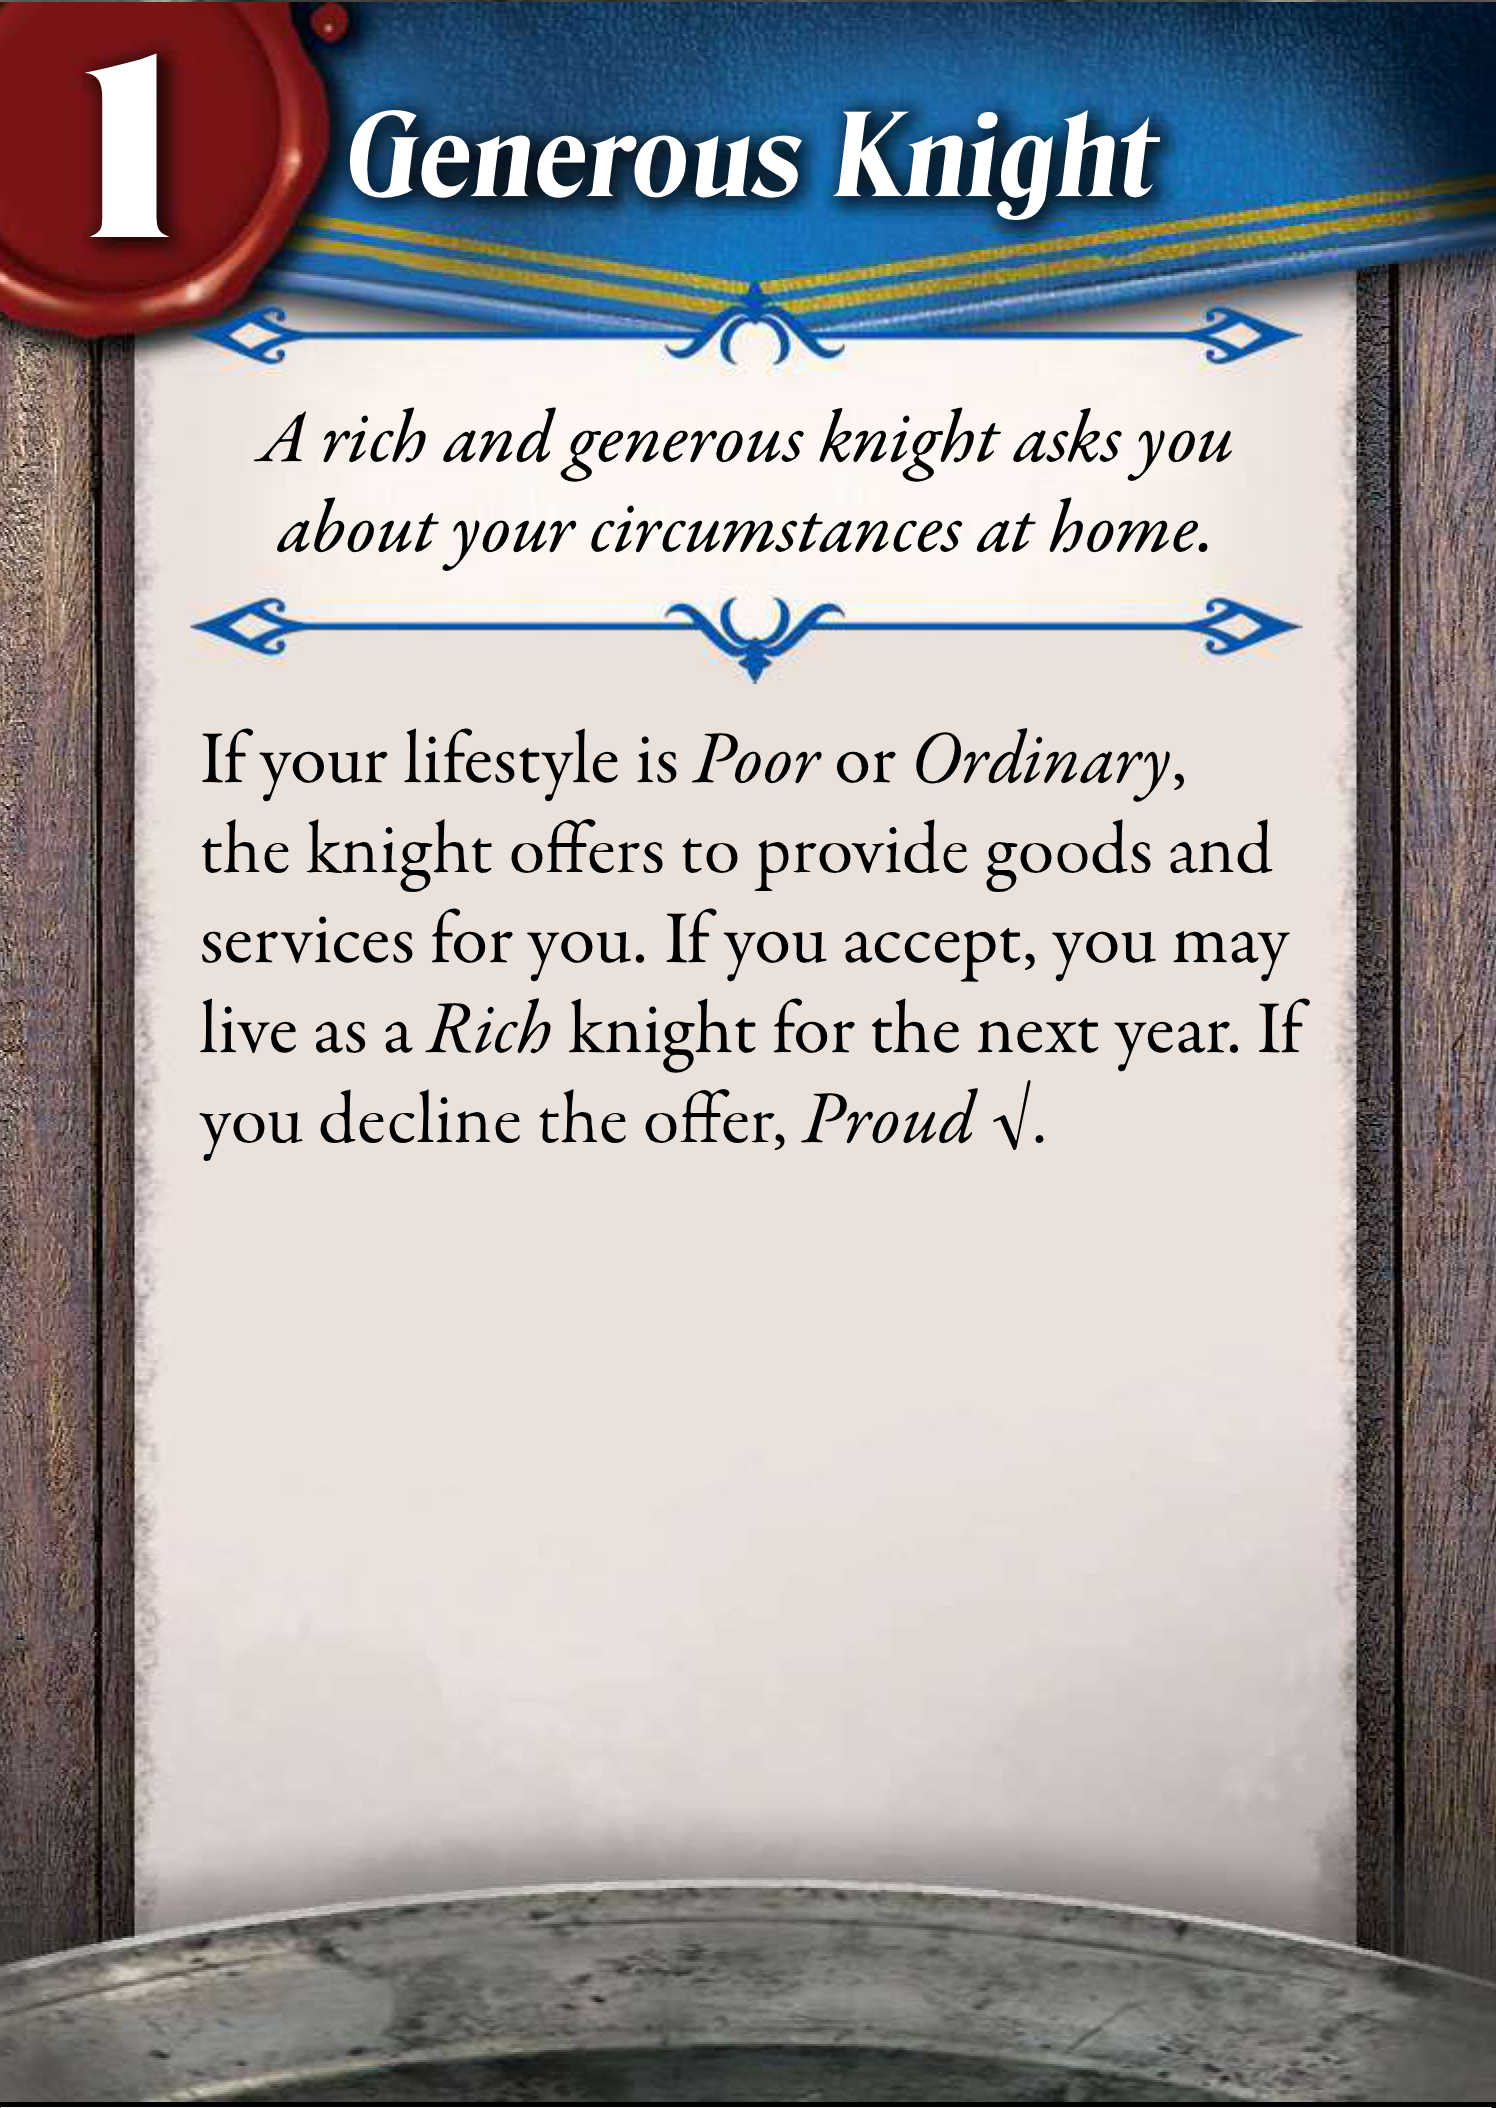 1
Generous Knight
A rich and generous knight asks you
about your circumstances at home.
If your lifestyle is Poor or Ordinary,
the knight offers to provide goods and
services for you. If you accept, you may
live as a Rich knight for the next year. If
you decline the offer, Proud √.